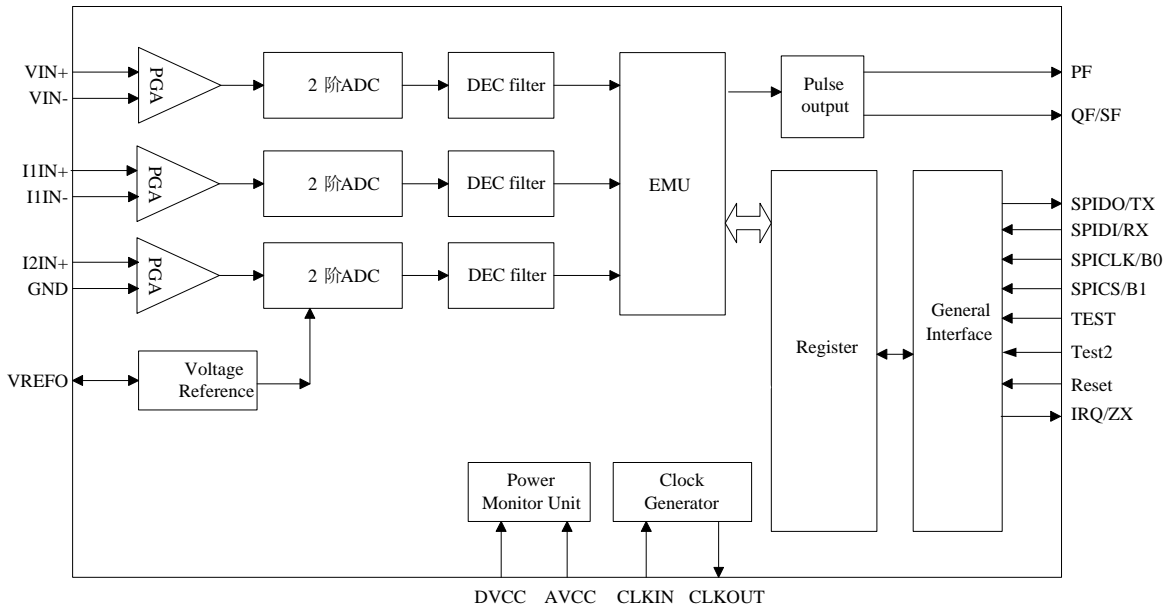 VIN+
VIN-
PGA
2 阶ADC
DEC filter
EMU
Pulse
output
PF
QF/SF
I1IN+
I1IN-
PGA
2 阶ADC
DEC filter
I2IN+
GND
PGA
2 阶ADC
DEC filter
VREFO
Voltage
Reference
Register
General
Interface
SPIDO/TX
SPIDI/RX
SPICLK/B0
SPICS/B1
TEST
Test2
Reset
IRQ/ZX
Power
Monitor Unit
Clock
Generator
DVCC
AVCC
CLKIN
CLKOUT